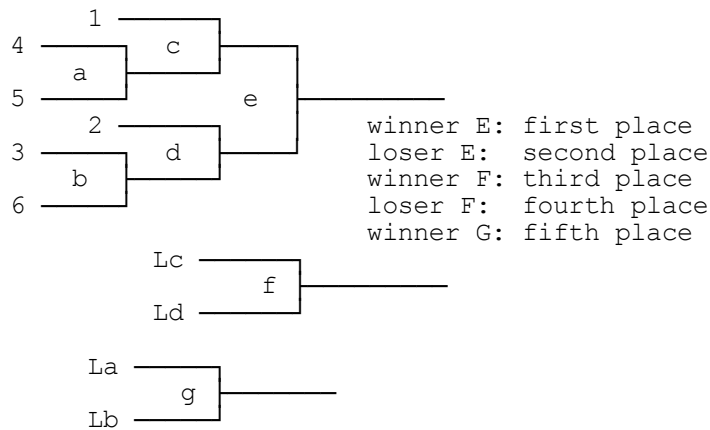 1
4
c
a
5
e
2
winner E: first place
3
d
loser E: second place
b
winner F: third place
6
loser F: fourth place
winner G: fifth place
Lc
f
Ld
La
g
Lb